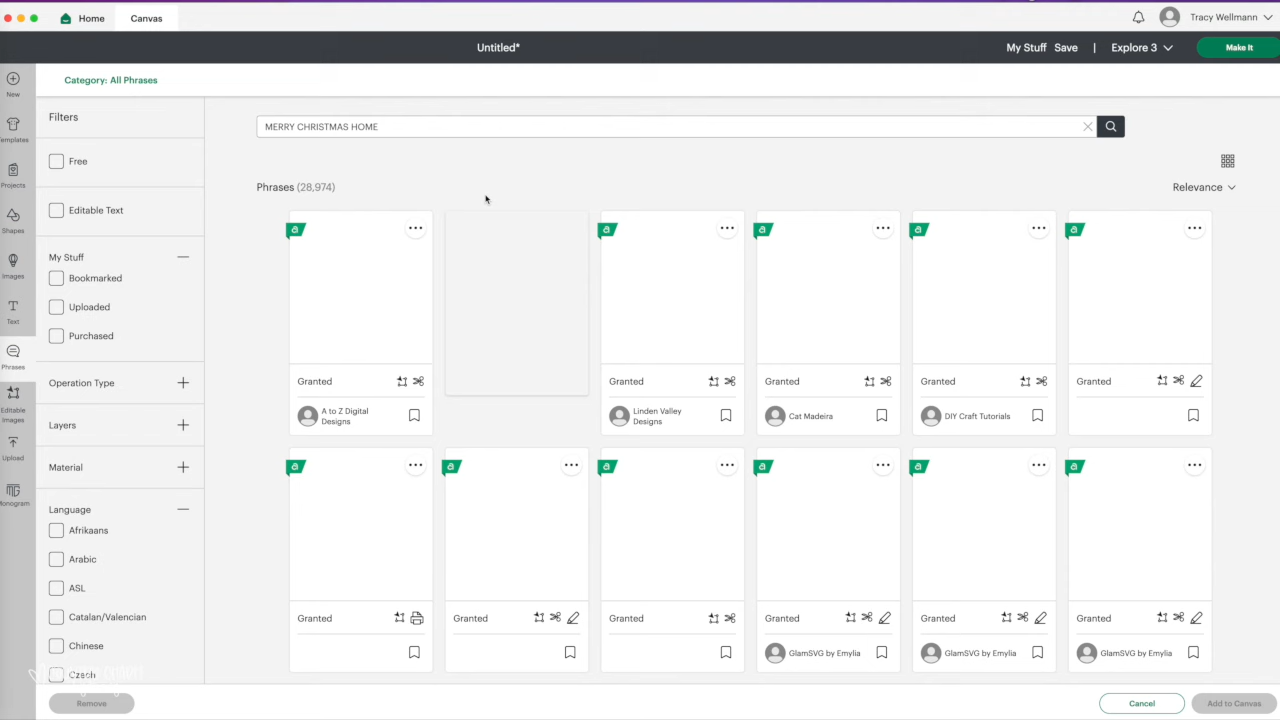 Home
Canvas
Tracy Wellmann
Untitled*
My Stuff
Save
|
Explore 3
Make It
New
Templates
Projects
Shapes
Images
Text
Phrases
Editable
Images
Upload
Monogram
Category: All Phrases
Filters
Free
Editable Text
My Stuff
Bookmarked
Uploaded
Purchased
Operation Type
Layers
Material
Language
Afrikaans
Arabic
ASL
Catalan/Valencian
Chinese
Czech
Remove
MERRY CHRISTMAS HOME
Phrases (28,974)
Relevance
a
a
a
a
a
Granted
Granted
Granted
Granted
Granted
A to Z Digital
Designs
Linden Valley
Designs
Cat Madeira
DIY Craft Tutorials
a
a
a
a
a
a
Granted
Granted
Granted
Granted
Granted
Granted
GlamSVG by Emylia
GlamSVG by Emylia
GlamSVG by Emylia
Cancel
Add to Canvas